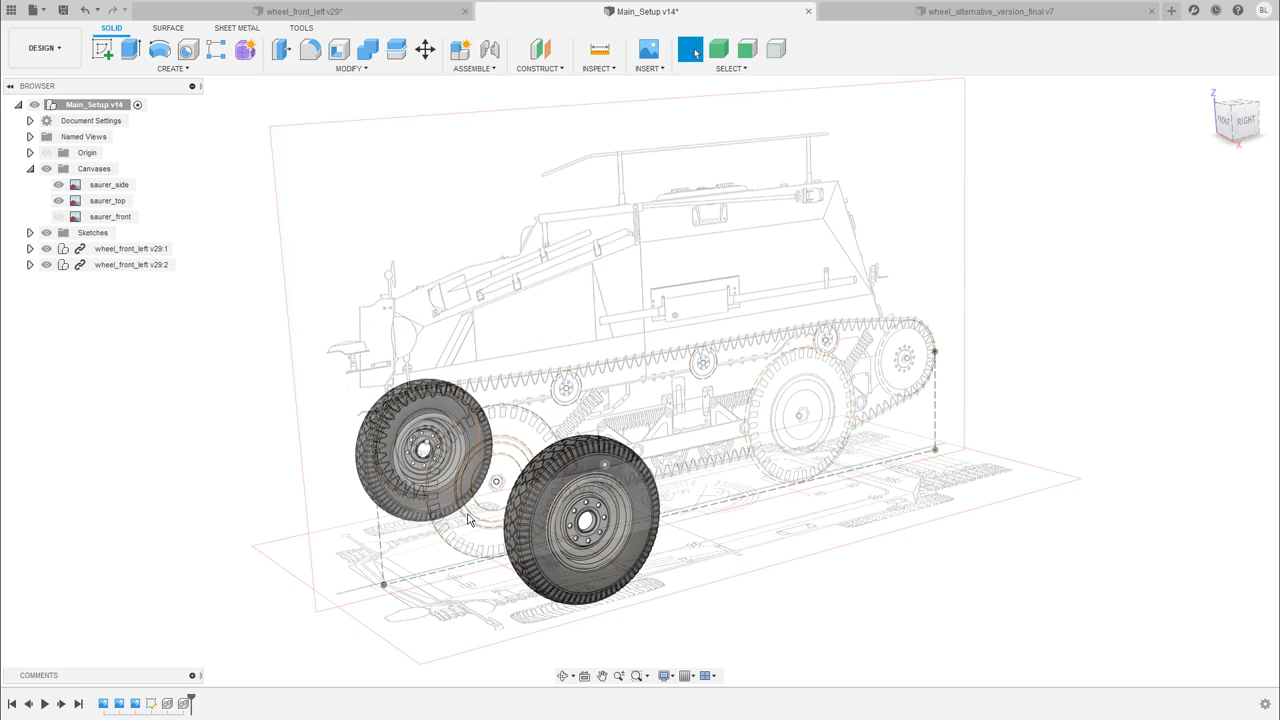 wheel_front_left v29*
Main_Setup v14*
wheel_alternative_version_final v7
BL
DESIGN
SOLID
SURFACE
SHEET METAL
TOOLS
CREATE
MODIFY
ASSEMBLE
CONSTRUCT
INSPECT
INSERT
SELECT
BROWSER
Main_Setup v14
Document Settings
Named Views
Origin
Canvases
saurer_side
saurer_top
saurer_front
Sketches
wheel_front_left v29:1
wheel_front_left v29:2
Z
FRONT
RIGHT
X
COMMENTS